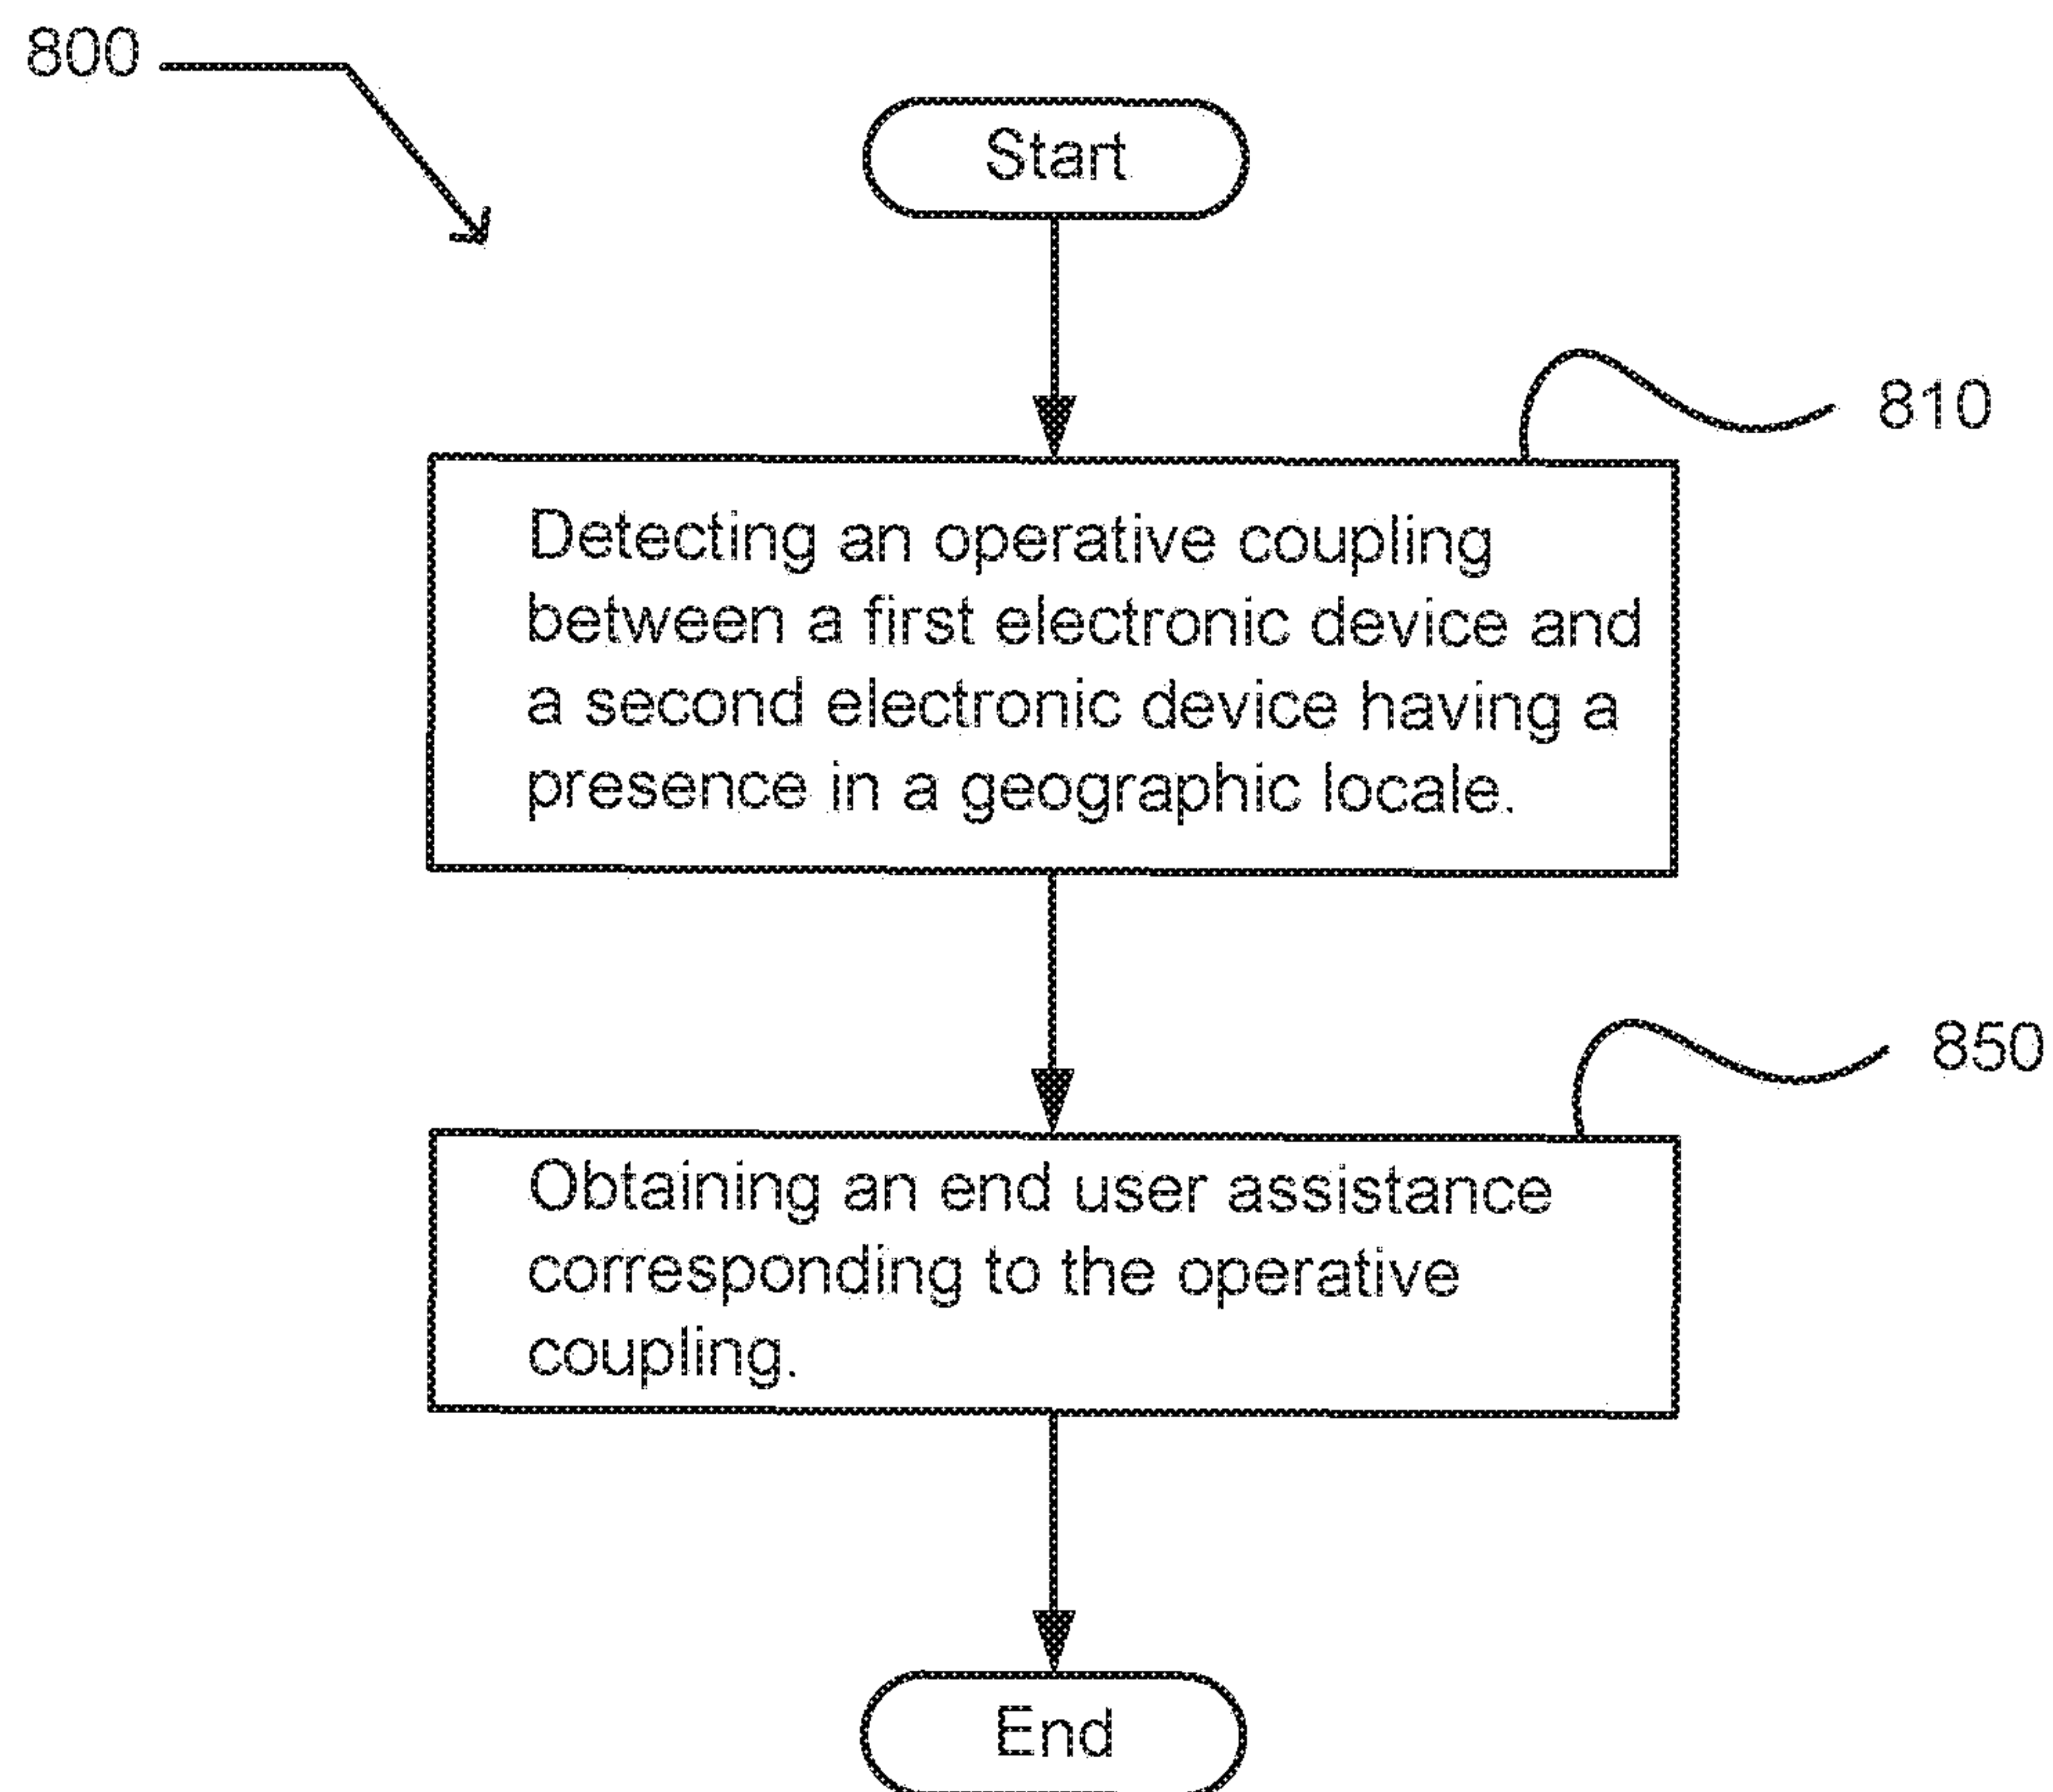 800
Start
810
Detecting an operative coupling
between a first electronic device and
a second electronic device having a
presence in a geographic locale.
850
Obtaining an end user assistance
corresponding to the operative
coupling.
End